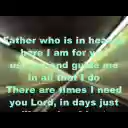 Father who is in hea
here I am for you
and guide me
in all that I do
There are times I need
you Lord, in days just